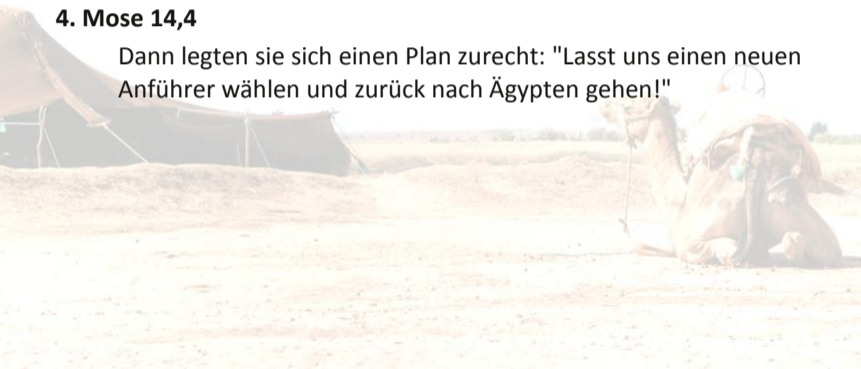 4. Mose 14,4
Dann legten sie sich einen Plan zurecht: "Lasst uns einen neuen
Anführer wählen und zurück nach Ägypten gehen!"